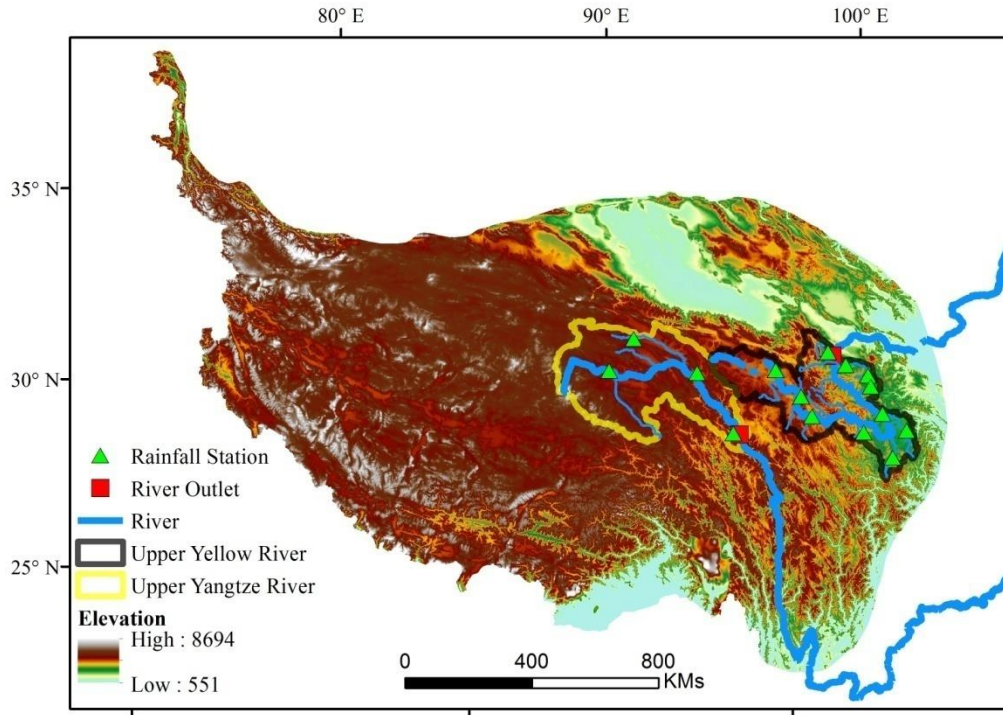 80° E 90° E 100° E
35° N
30° N
25° N
Rainfall Station
River Outlet
River
Upper Yellow River
Upper Yangtze River
Elevation
High : 8694
Low : 551
0 400 800
KMs